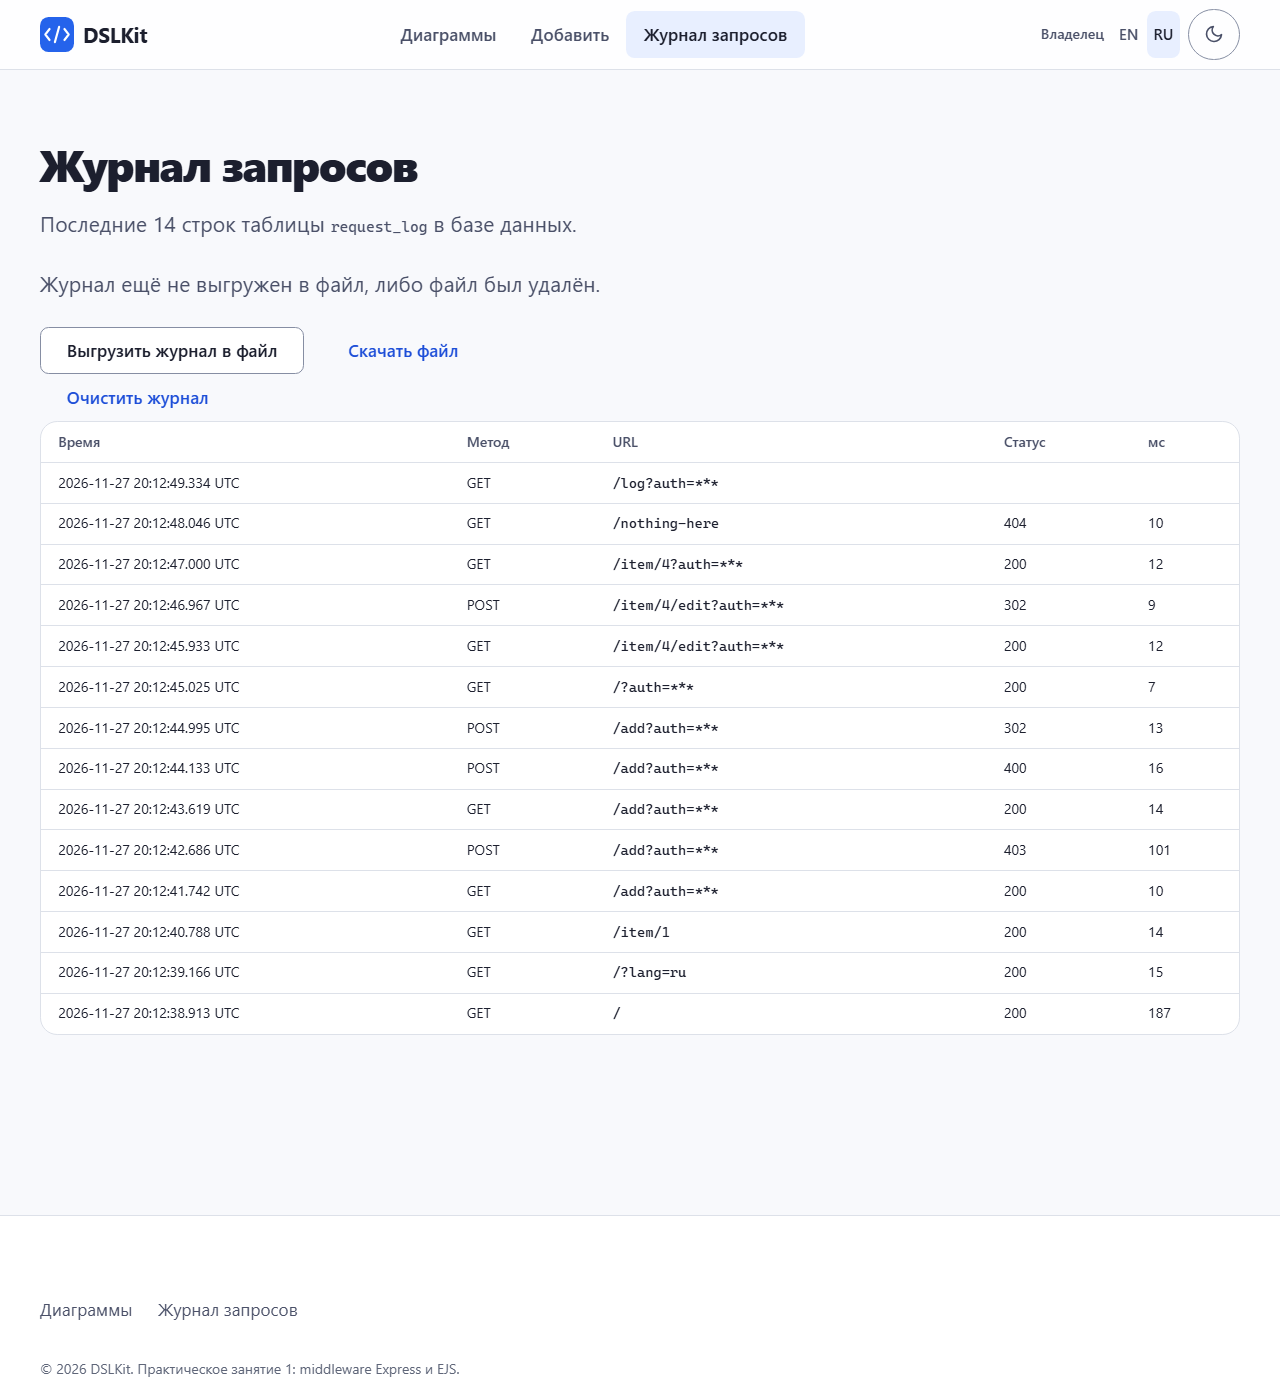 DSLKit Диаграммы Добавить Журнал запросов Владелец EN RU
Журнал запросов
Последние 14 строк таблицы request_log в базе данных.
Журнал ещё не выгружен в файл, либо файл был удалён.
Выгрузить журнал в файл Скачать файл
Очистить журнал
Время Метод URL Статус мс
2026-11-27 20:12:49.334 UTC GET /log?auth=***
2026-11-27 20:12:48.046 UTC GET /nothing-here 404 10
2026-11-27 20:12:47.000 UTC GET /item/4?auth=*** 200 12
2026-11-27 20:12:46.967 UTC POST /item/4/edit?auth=*** 302 9
2026-11-27 20:12:45.933 UTC GET /item/4/edit?auth=*** 200 12
2026-11-27 20:12:45.025 UTC GET /?auth=*** 200 7
2026-11-27 20:12:44.995 UTC POST /add?auth=*** 302 13
2026-11-27 20:12:44.133 UTC POST /add?auth=*** 400 16
2026-11-27 20:12:43.619 UTC GET /add?auth=*** 200 14
2026-11-27 20:12:42.686 UTC POST /add?auth=*** 403 101
2026-11-27 20:12:41.742 UTC GET /add?auth=*** 200 10
2026-11-27 20:12:40.788 UTC GET /item/1 200 14
2026-11-27 20:12:39.166 UTC GET /?lang=ru 200 15
2026-11-27 20:12:38.913 UTC GET / 200 187
Диаграммы Журнал запросов
© 2026 DSLKit. Практическое занятие 1: middleware Express и EJS.